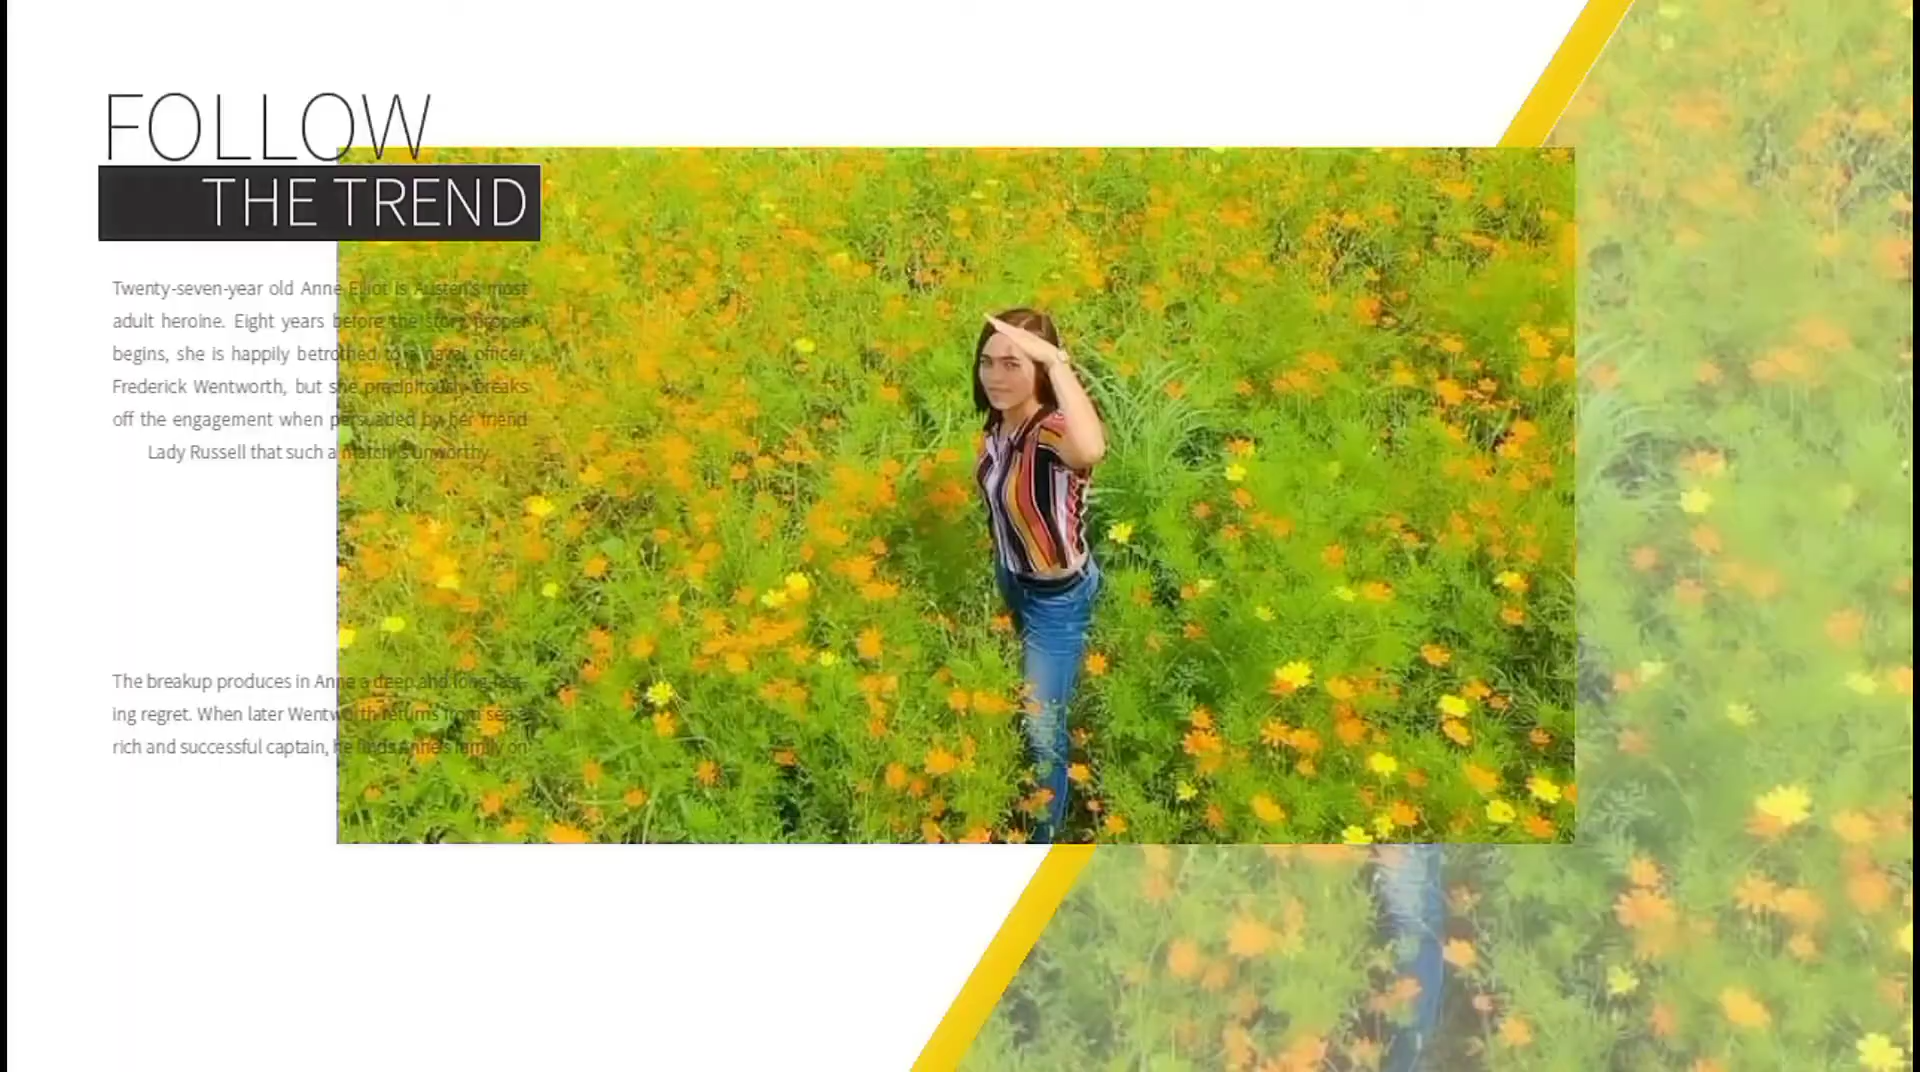 FOLLOW
THE TREND
Twenty-seven-year old Anne Elliot is Austen's most
adult heroine. Eight years before the story proper
begins, she is happily betrothed to a naval officer,
Frederick Wentworth, but she precipitously breaks
off the engagement when persuaded by her friend
Lady Russell that such a match is unworthy.
The breakup produces in Anne a deep and long-last-
ing regret. When later Wentworth returns from sea a
rich and successful captain, he finds Anne's family on